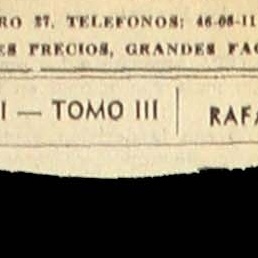 RO 27. TELEFONOS: 46-08-11
ES PRECIOS, GRANDES FAC
I — TOMO III | RAFA